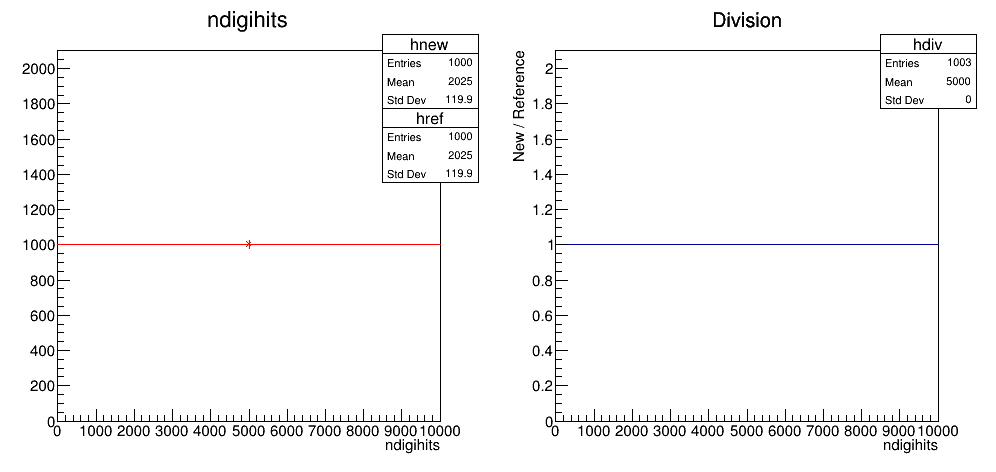 ndigihits
hnew
Entries 1000
Mean 2025
Std Dev 119.9
href
Entries 1000
Mean 2025
Std Dev 119.9
2000
1800
1600
1400
1200
1000
800
600
400
200
0
0 1000 2000 3000 4000 5000 6000 7000 8000 9000 10000
ndigihits
Division
hdiv
Entries 1003
Mean 5000
Std Dev 0
New / Reference
2
1.8
1.6
1.4
1.2
1
0.8
0.6
0.4
0.2
0
0 1000 2000 3000 4000 5000 6000 7000 8000 9000 10000
ndigihits